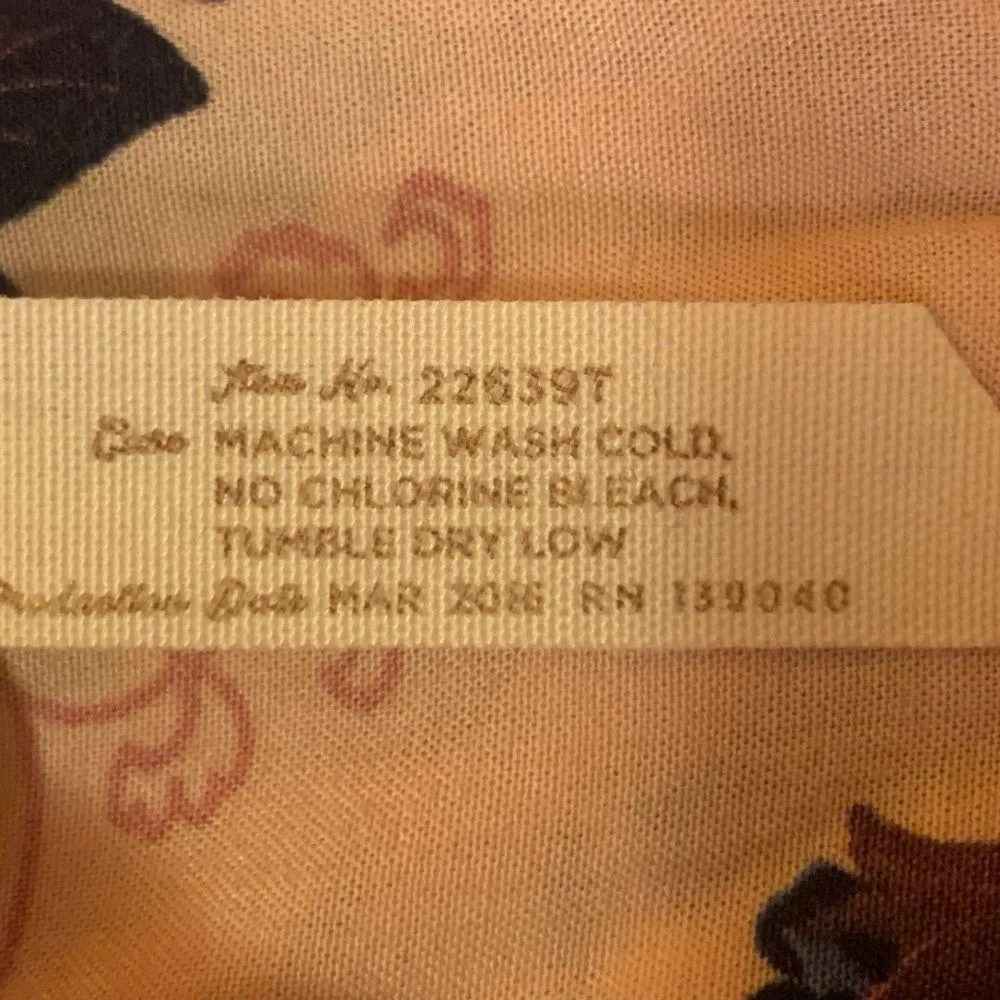 Item No. 22639T
Care MACHINE WASH COLD.
NO CHLORINE BLEACH.
TUMBLE DRY LOW
Production Date MAR 2016 RN 139040